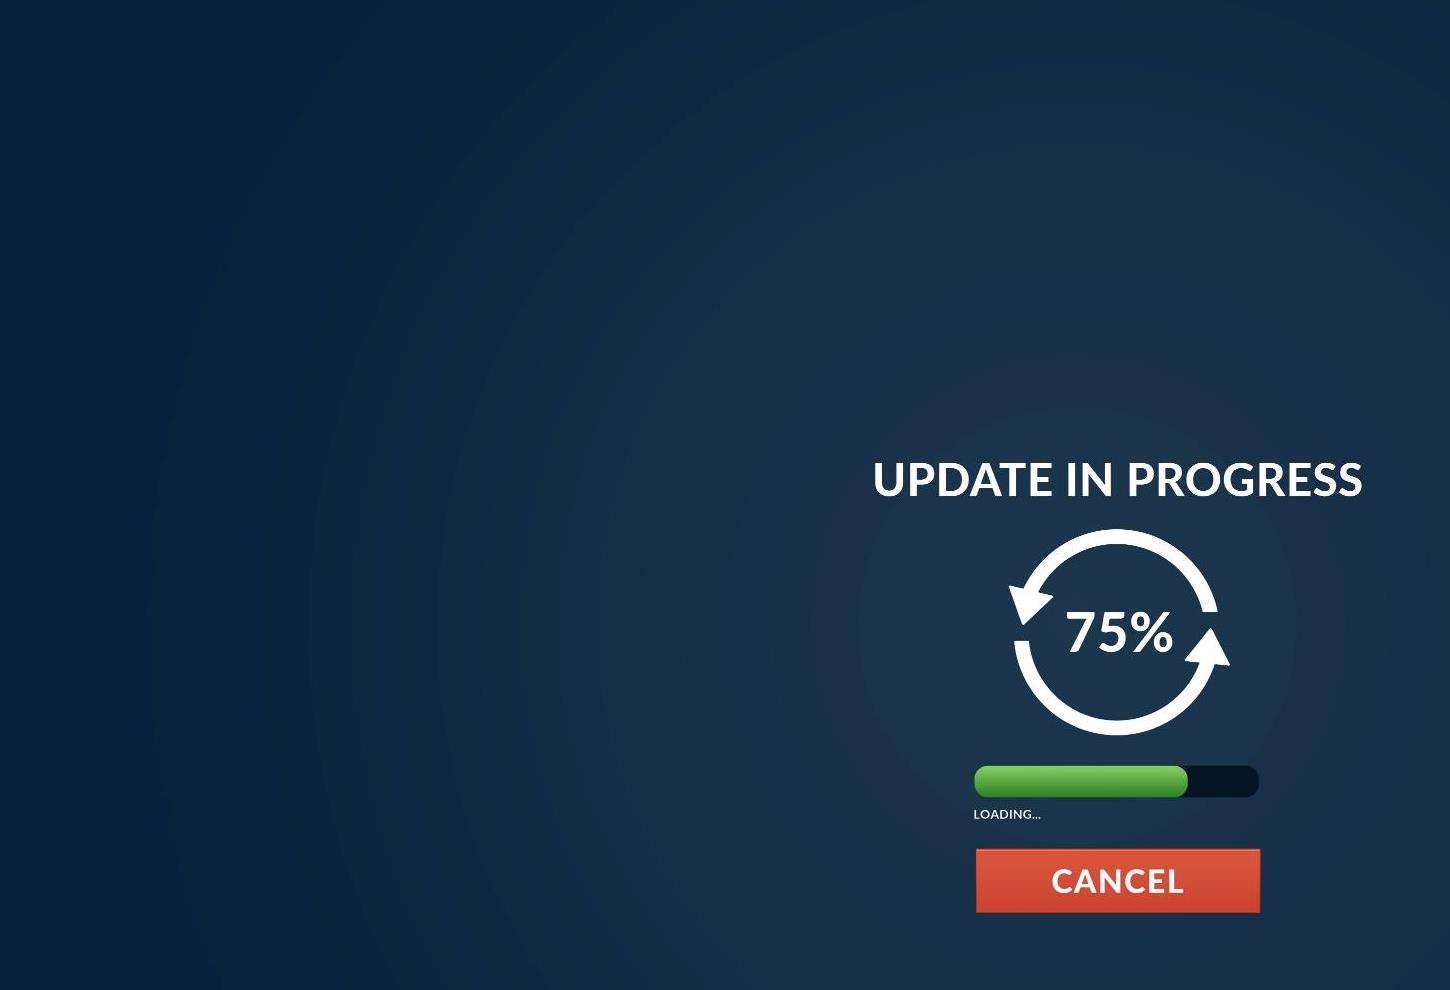 UPDATE IN PROGRESS
75%
LOADING...
CANCEL